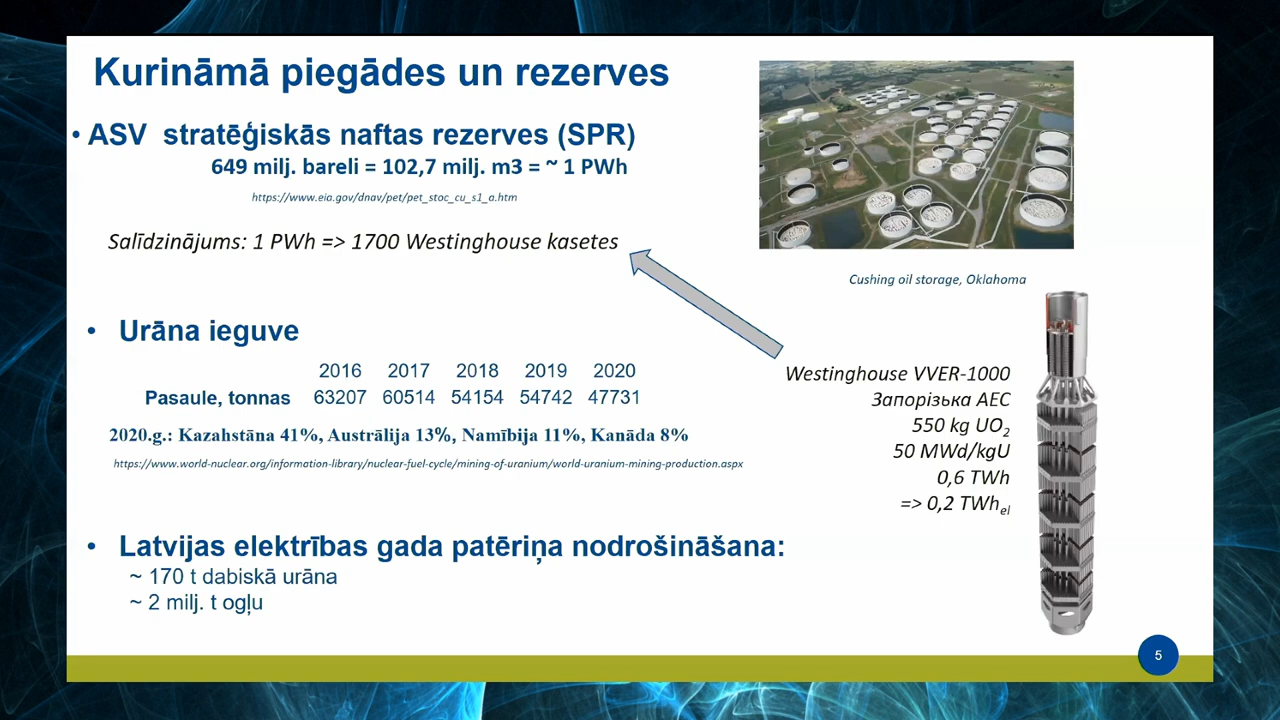 Kurināmā piegādes un rezerves
• ASV stratēģiskās naftas rezerves (SPR)
649 milj. bareli = 102,7 milj. m3 = ~ 1 PWh
https://www.eia.gov/dnav/pet/pet_stoc_cu_s1_a.htm
Salīdzinājums: 1 PWh => 1700 Westinghouse kasetes
Cushing oil storage, Oklahoma
• Urāna ieguve
2016 2017 2018 2019 2020
Pasaule, tonnas 63207 60514 54154 54742 47731
2020.g.: Kazahstāna 41%, Austrālija 13%, Namībija 11%, Kanāda 8%
https://www.world-nuclear.org/information-library/nuclear-fuel-cycle/mining-of-uranium/world-uranium-mining-production.aspx
Westinghouse VVER-1000
Запорізька АЕС
550 kg UO2
50 MWd/kgU
0,6 TWh
=> 0,2 TWhel
• Latvijas elektrības gada patēriņa nodrošināšana:
~ 170 t dabiskā urāna
~ 2 milj. t ogļu
5